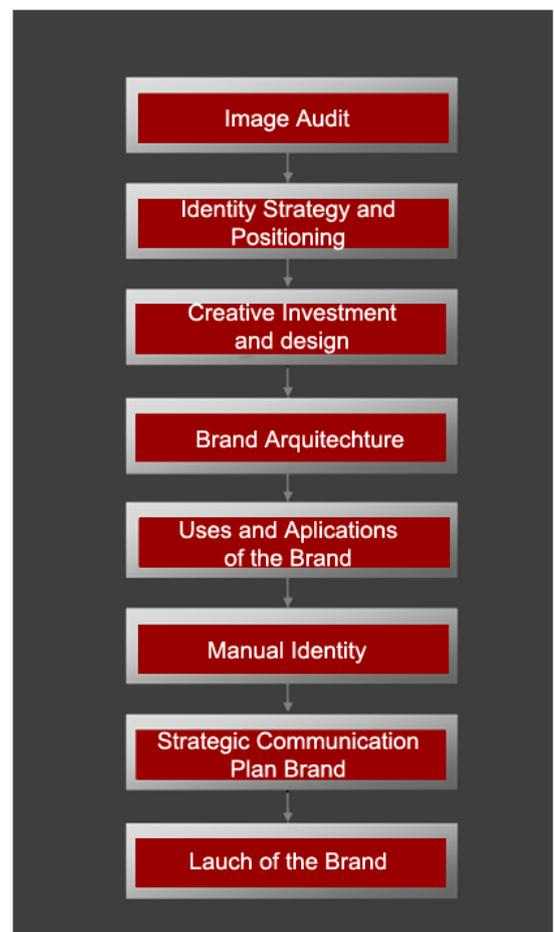 Image Audit
Identity Strategy and
Positioning
Creative Investment
and design
Brand Arquitechture
Uses and Aplications
of the Brand
Manual Identity
Strategic Communication
Plan Brand
Lauch of the Brand